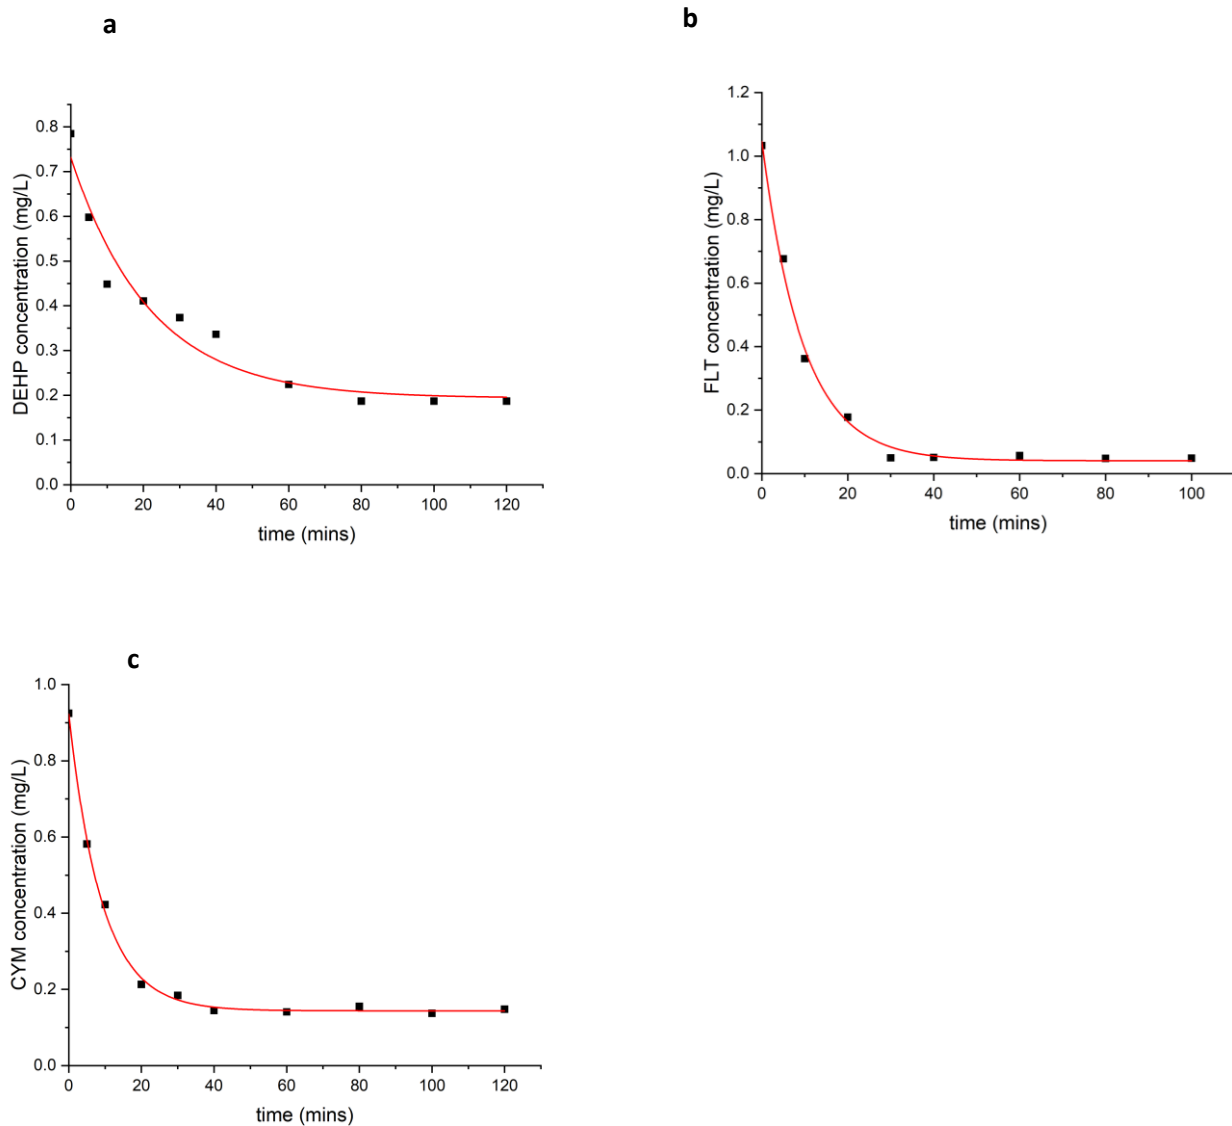 a
DEHP concentration (mg/L)
0.8
0.7
0.6
0.5
0.4
0.3
0.2
0.1
0.0
0 20 40 60 80 100 120
time (mins)
b
FLT concentration (mg/L)
1.2
1.0
0.8
0.6
0.4
0.2
0.0
0 20 40 60 80 100
time (mins)
c
CYM concentration (mg/L)
1.0
0.8
0.6
0.4
0.2
0.0
0 20 40 60 80 100 120
time (mins)